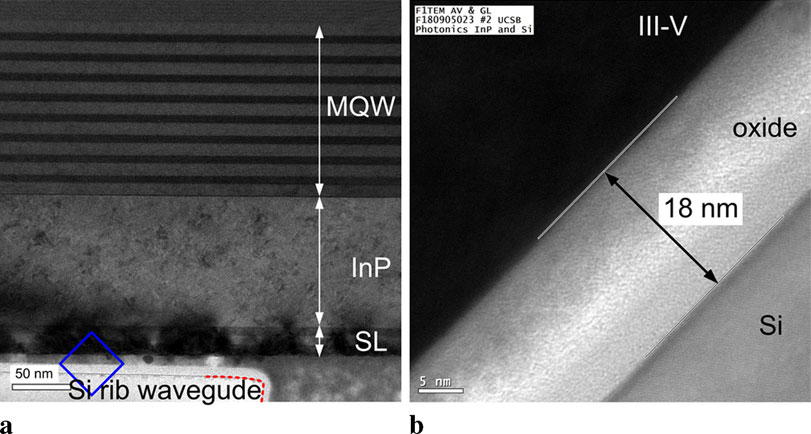 MQW
InP
SL
50 nm
Si rib wavegude
a
F1TEM AV & GL
F180905023 #2 UCSB
Photonics InP and Si
III-V
oxide
18 nm
Si
5 nm
b